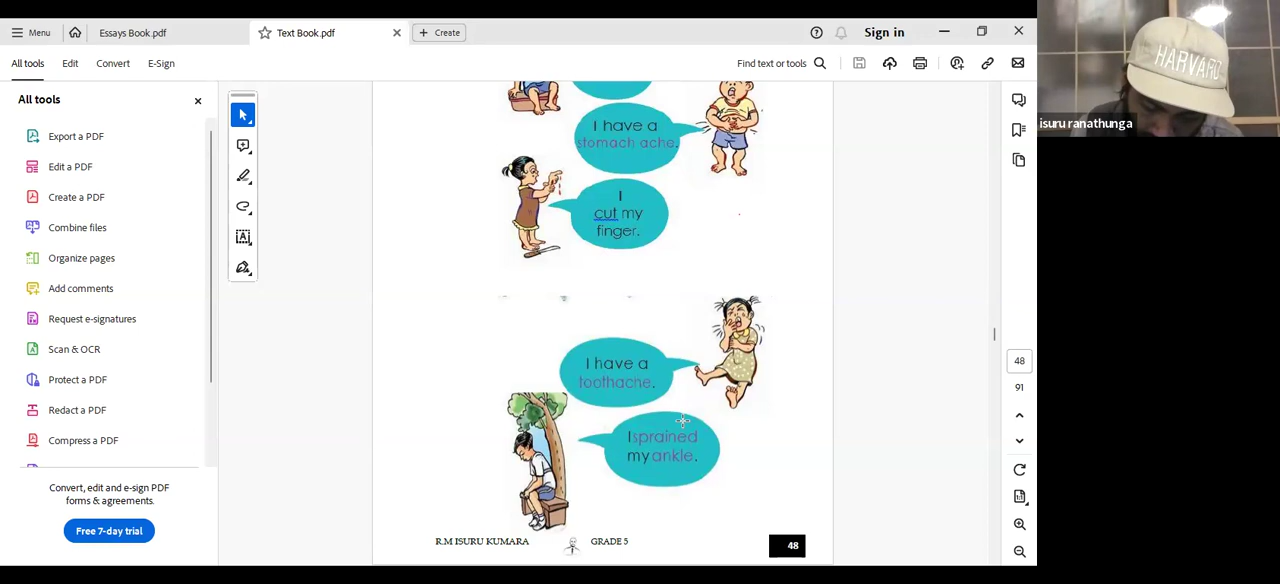 Menu
Essays Book.pdf
Text Book.pdf
Create
Sign in
All tools
Edit
Convert
E-Sign
Find text or tools
All tools
Export a PDF
Edit a PDF
Create a PDF
Combine files
Organize pages
Add comments
Request e-signatures
Scan & OCR
Protect a PDF
Redact a PDF
Compress a PDF
Convert, edit and e-sign PDF
forms & agreements.
Free 7-day trial
I have a
stomach ache.
I
cut my
finger.
I have a
toothache.
I sprained
my ankle.
R.M ISURU KUMARA
GRADE 5
48
48
91
HARVARD
isuru ranathunga